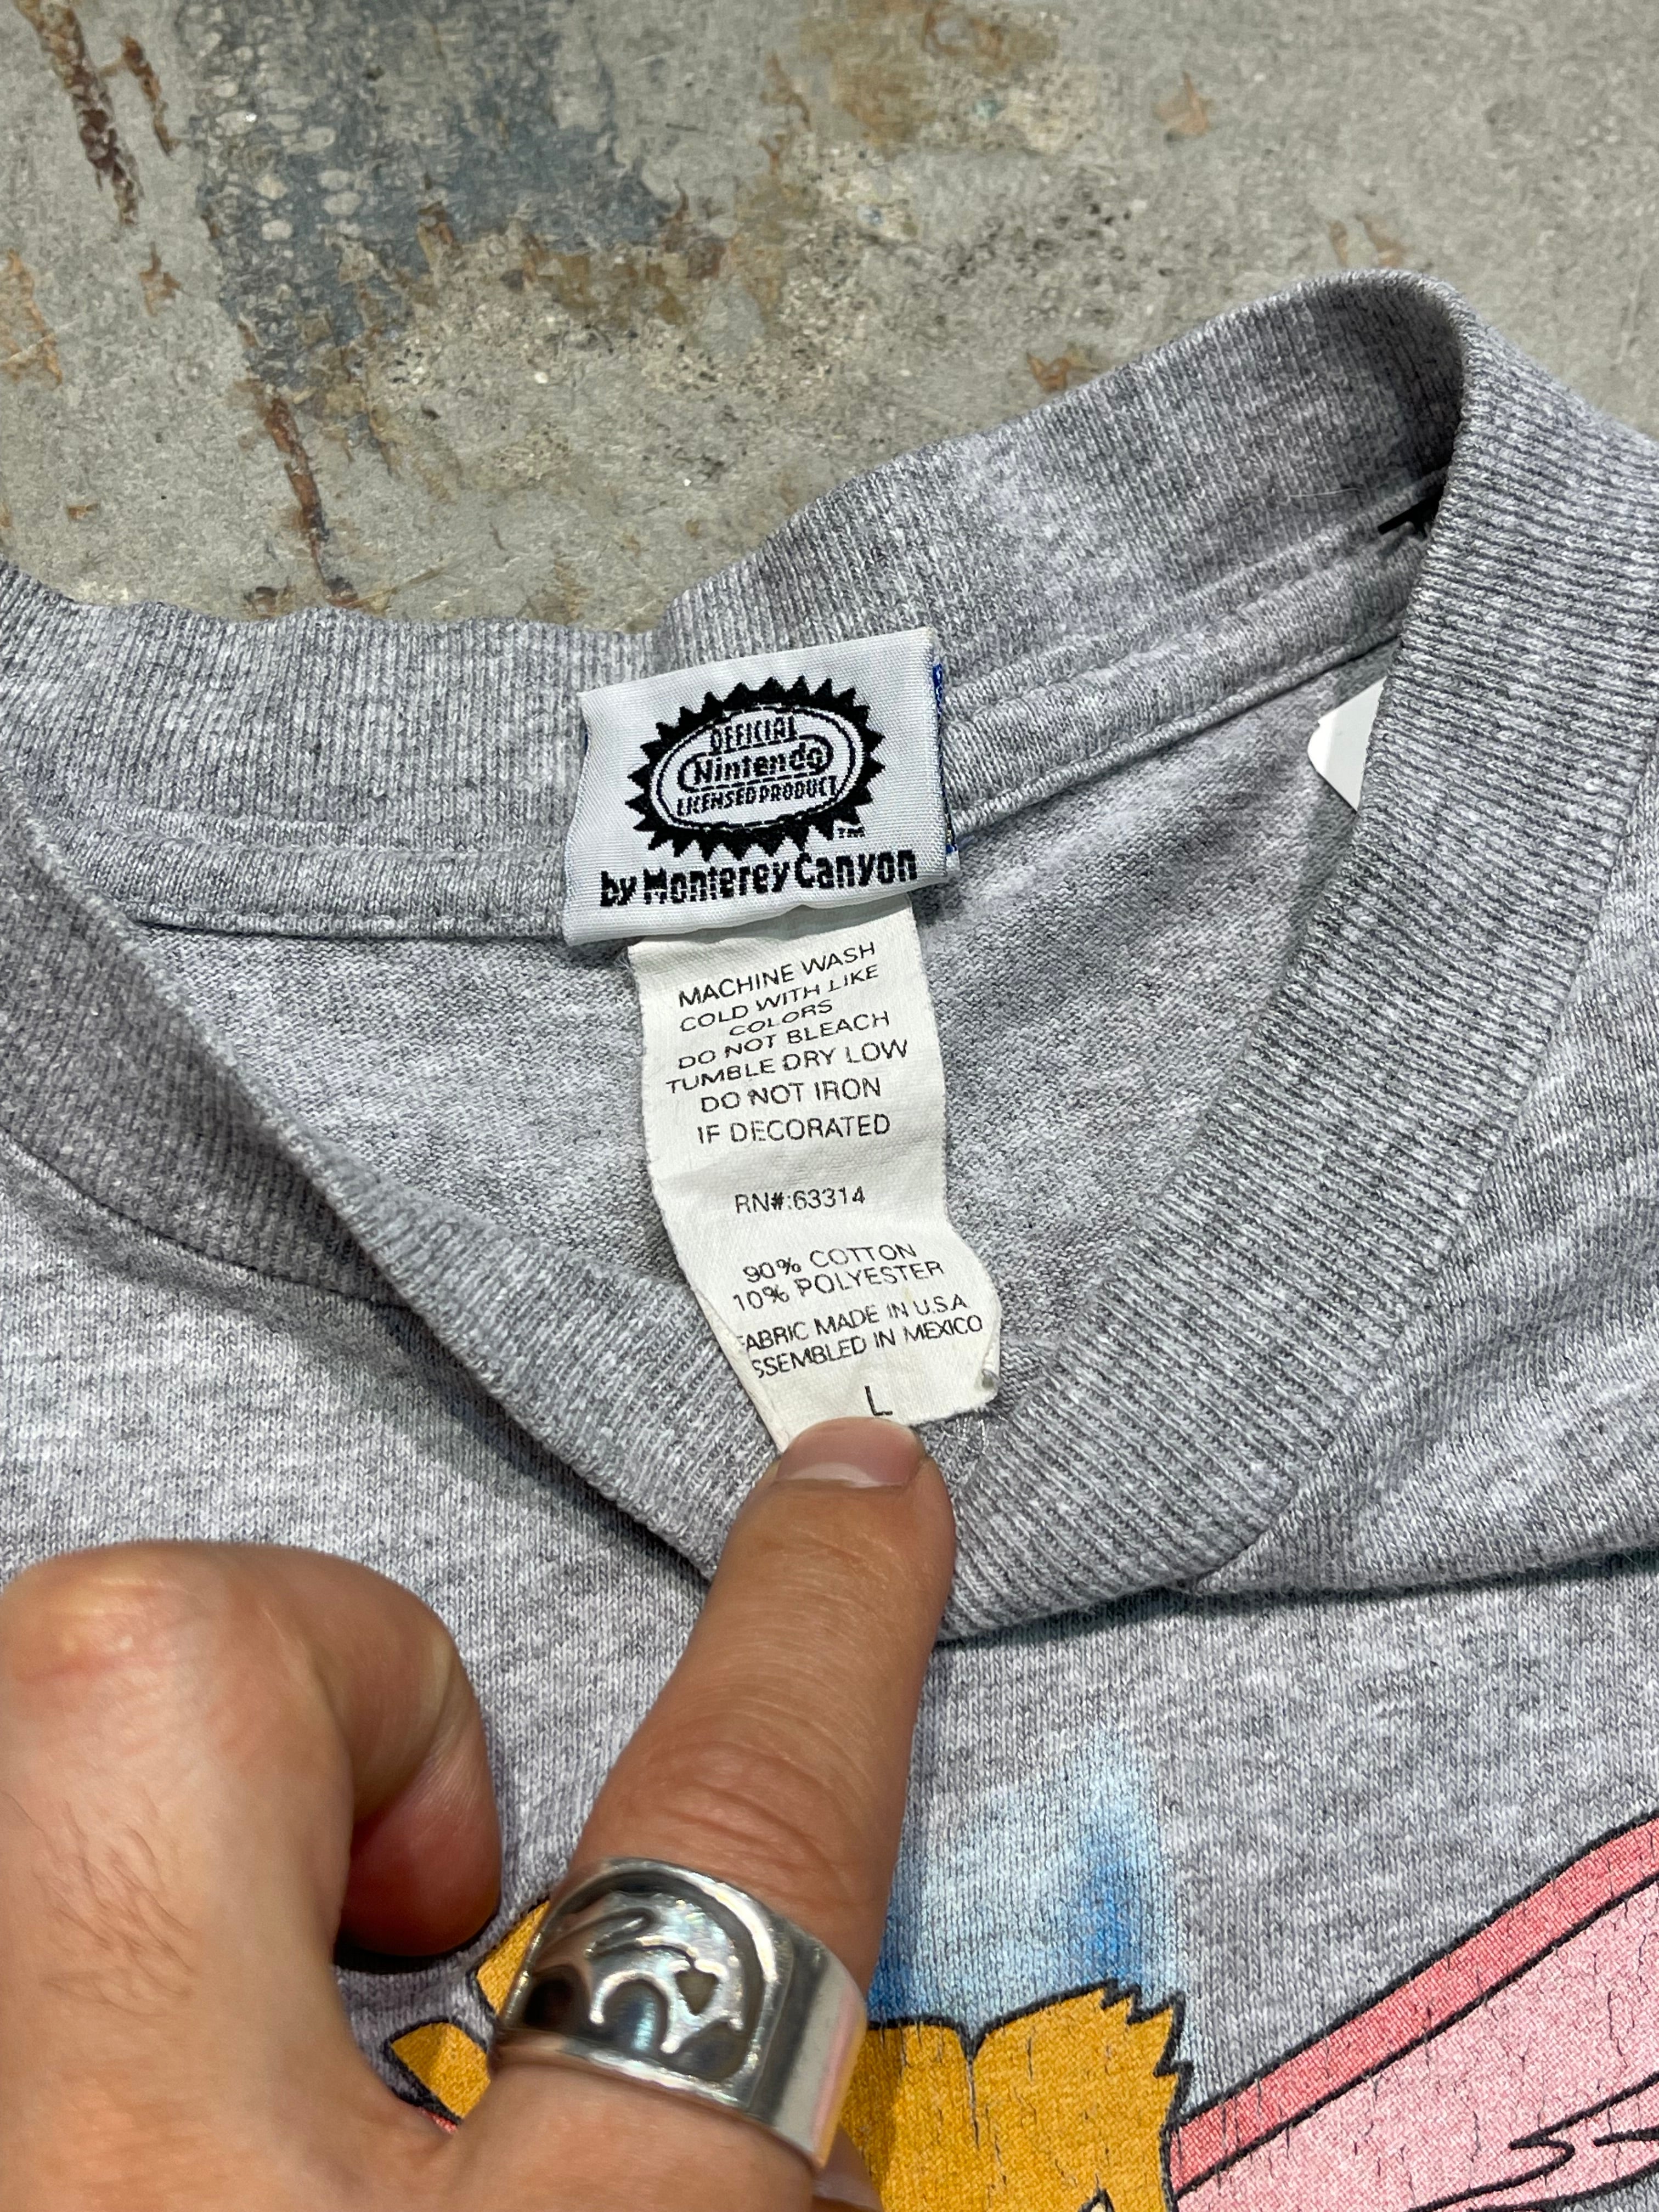 OFFICIAL
Nintendo
LICENSED PRODUCT
TM
by Monterey Canyon
MACHINE WASH
COLD WITH LIKE
COLORS
DO NOT BLEACH
TUMBLE DRY LOW
DO NOT IRON
IF DECORATED
RN#:63314
90% COTTON
10% POLYESTER
FABRIC MADE IN U.S.A
SSEMBLED IN MEXICO
L